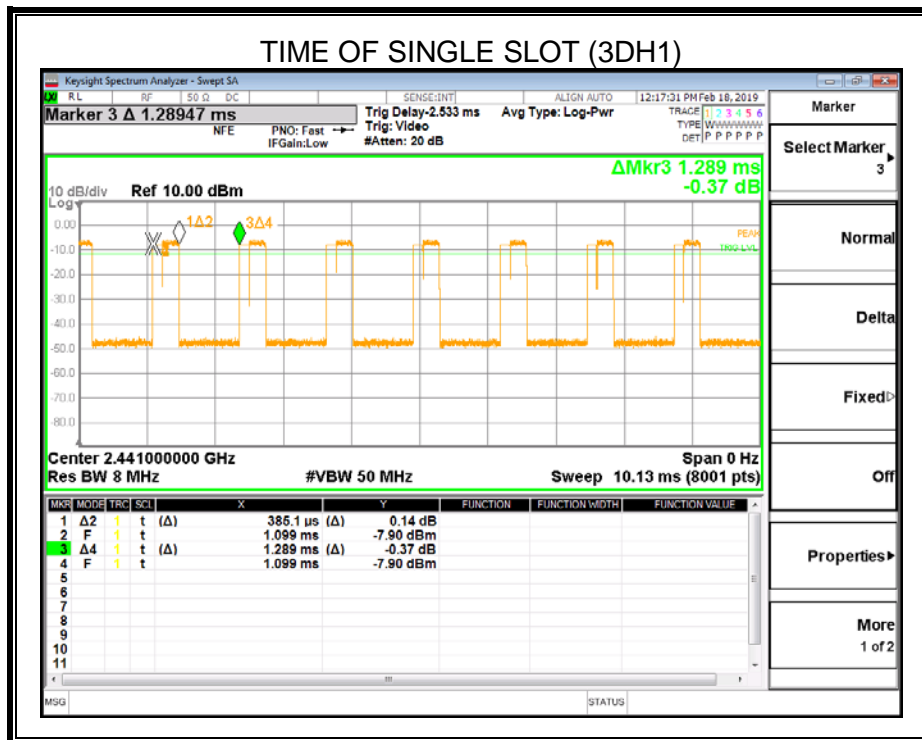 TIME OF SINGLE SLOT (3DH1)
Keysight Spectrum Analyzer - Swept SA
RL RF 50 Ω DC SENSE:INT ALIGN AUTO 12:17:31 PM Feb 18, 2019
Marker 3 Δ 1.28947 ms
Trig Delay-2.533 ms Avg Type: Log-Pwr TRACE 1 2 3 4 5 6
NFE PNO: Fast Trig: Video TYPE WWWWWW
IFGain:Low #Atten: 20 dB DET P P P P P P
Marker
Select Marker
3
Normal
Delta
Fixed
Off
Properties
More
1 of 2
ΔMkr3 1.289 ms
-0.37 dB
10 dB/div Ref 10.00 dBm
Log
0.00
-10.0
-20.0
-30.0
-40.0
-50.0
-60.0
-70.0
-80.0
1Δ2 3Δ4
PEAK
TRIG LVL
Center 2.441000000 GHz Span 0 Hz
Res BW 8 MHz #VBW 50 MHz Sweep 10.13 ms (8001 pts)
MKR MODE TRC SCL X Y FUNCTION FUNCTION WIDTH FUNCTION VALUE
1 Δ2 1 t (Δ) 385.1 µs (Δ) 0.14 dB
2 F 1 t 1.099 ms -7.90 dBm
3 Δ4 1 t (Δ) 1.289 ms (Δ) -0.37 dB
4 F 1 t 1.099 ms -7.90 dBm
5
6
7
8
9
10
11
MSG STATUS